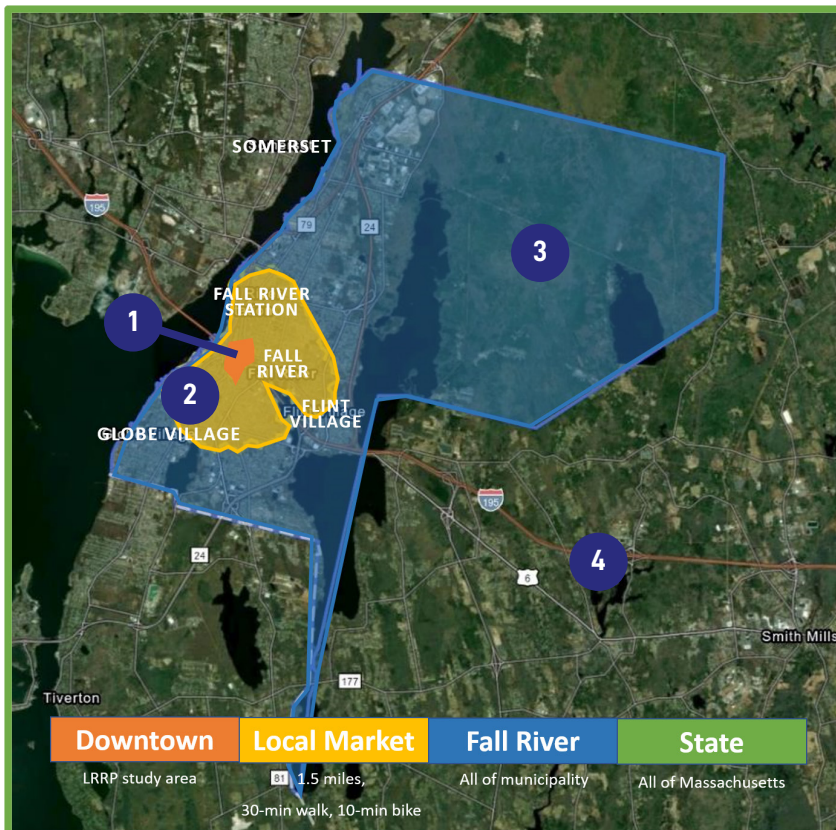 SOMERSET
195
79
24
3
FALL RIVER
STATION
1
FALL
RIVER
2
FLINT
VILLAGE
GLOBE VILLAGE
195
24
4
6
Smith Mills
177
Tiverton
Downtown
Local Market
Fall River
State
LRRP study area
81
1.5 miles,
All of municipality
All of Massachusetts
30-min walk, 10-min bike